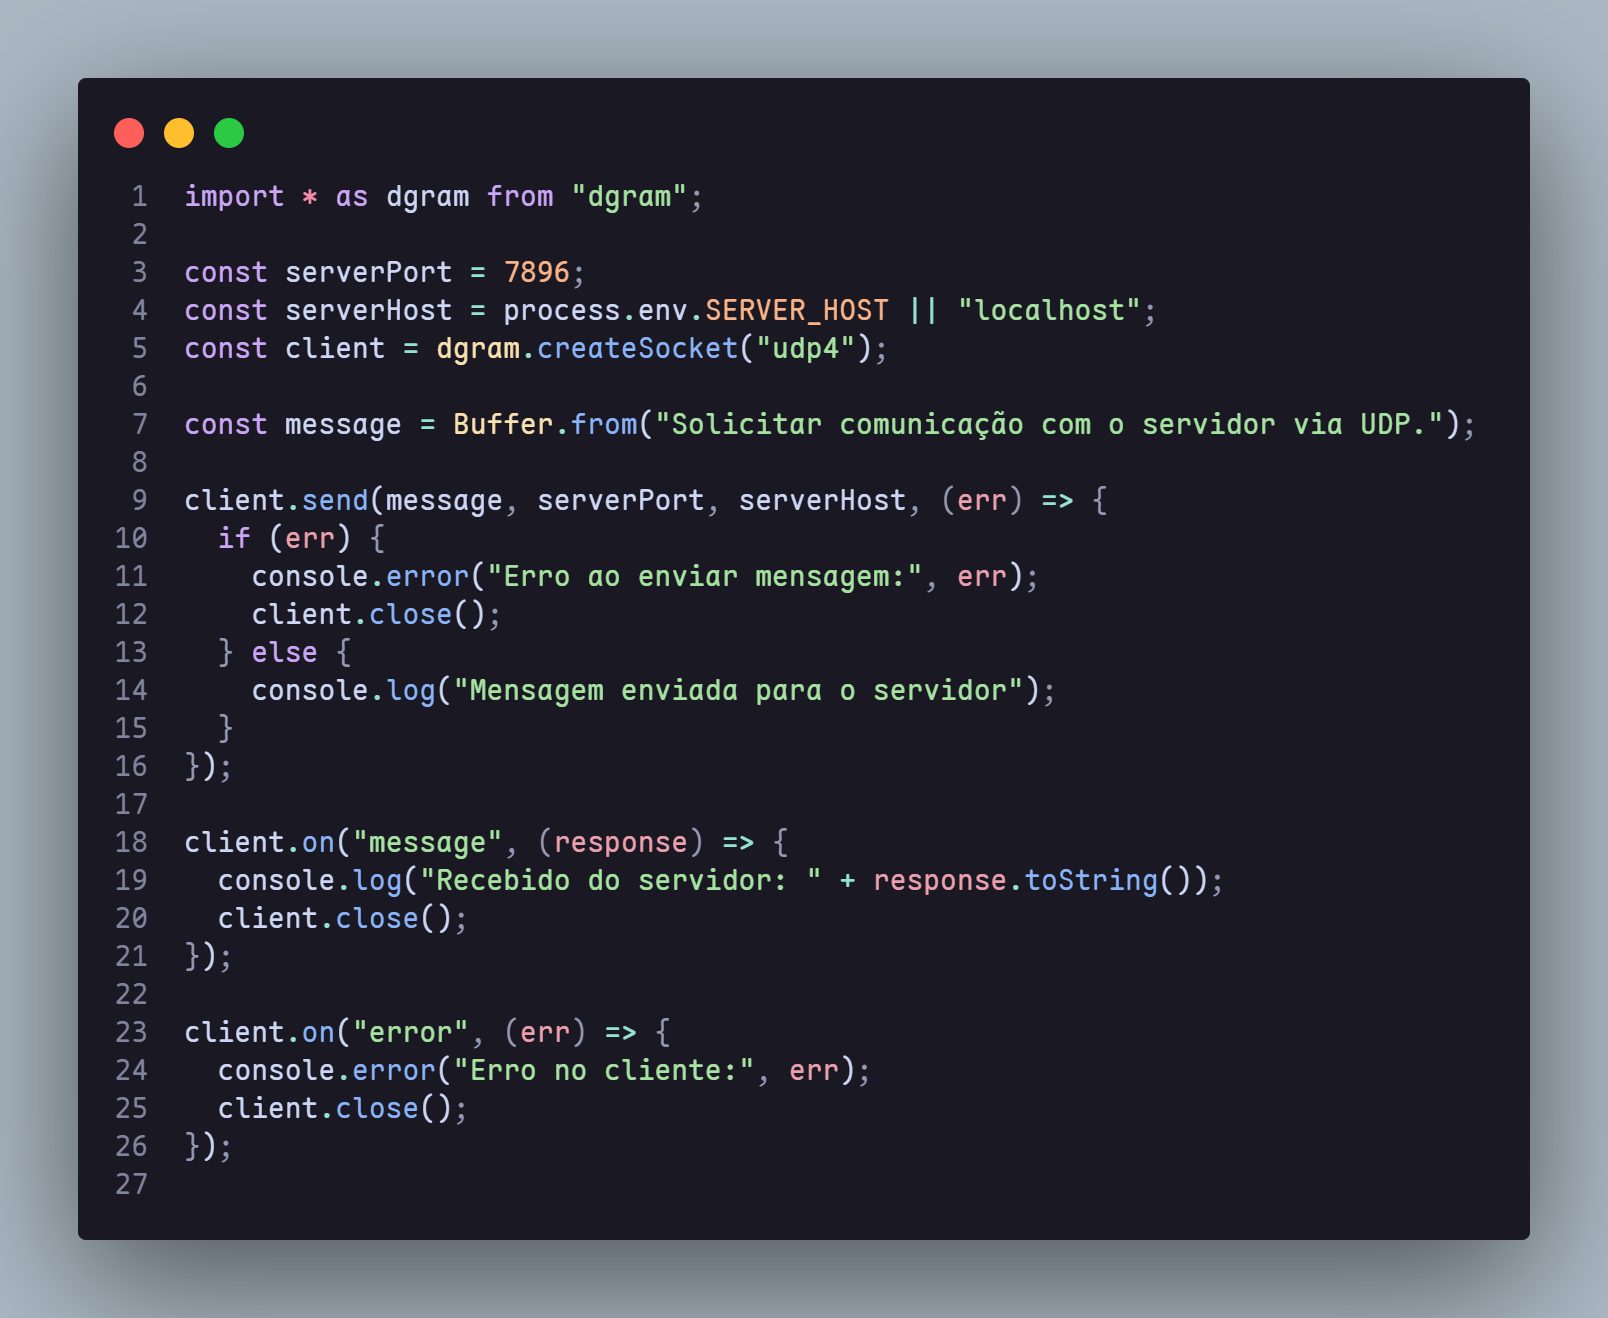 1 import * as dgram from "dgram";
2
3 const serverPort = 7896;
4 const serverHost = process.env.SERVER_HOST || "localhost";
5 const client = dgram.createSocket("udp4");
6
7 const message = Buffer.from("Solicitar comunicação com o servidor via UDP.");
8
9 client.send(message, serverPort, serverHost, (err) => {
10   if (err) {
11     console.error("Erro ao enviar mensagem:", err);
12     client.close();
13   } else {
14     console.log("Mensagem enviada para o servidor");
15   }
16 });
17
18 client.on("message", (response) => {
19   console.log("Recebido do servidor: " + response.toString());
20   client.close();
21 });
22
23 client.on("error", (err) => {
24   console.error("Erro no cliente:", err);
25   client.close();
26 });
27